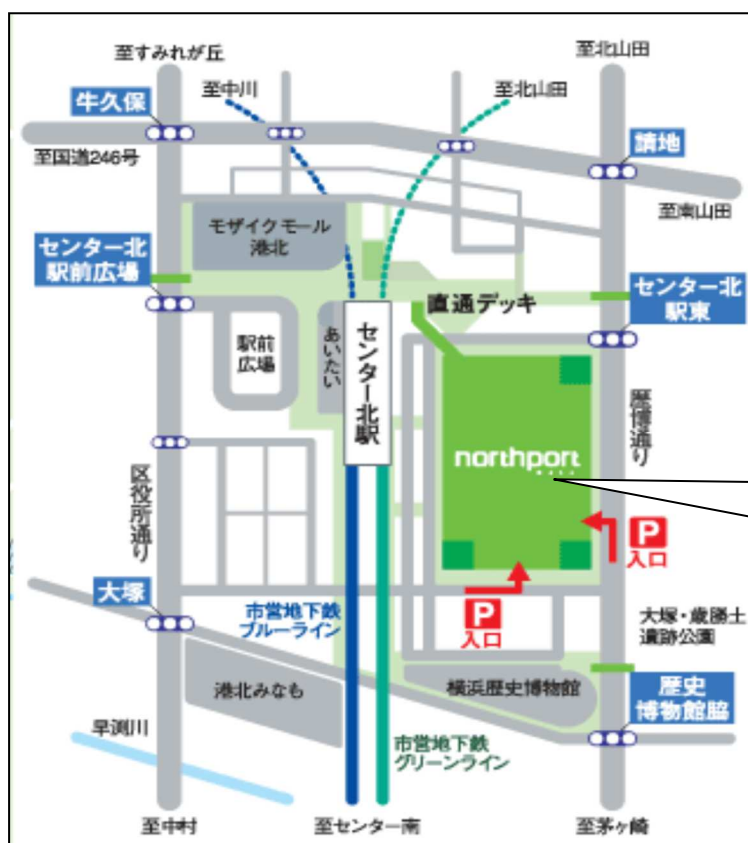 至すみれが丘
至北山田
至中川
至北山田
牛久保
請地
至国道246号
至南山田
モザイクモール
港北
センター北
駅前広場
直通デッキ
センター北
駅東
駅前
広場
あいたい
センター北駅
歴博通り
northport
MALL
区役所通り
P
入口
P
入口
大塚
市営地下鉄
ブルーライン
大塚・歳勝土
遺跡公園
港北みなも
横浜歴史博物館
歴史
博物館脇
早渕川
市営地下鉄
グリーンライン
至中村
至センター南
至茅ヶ崎